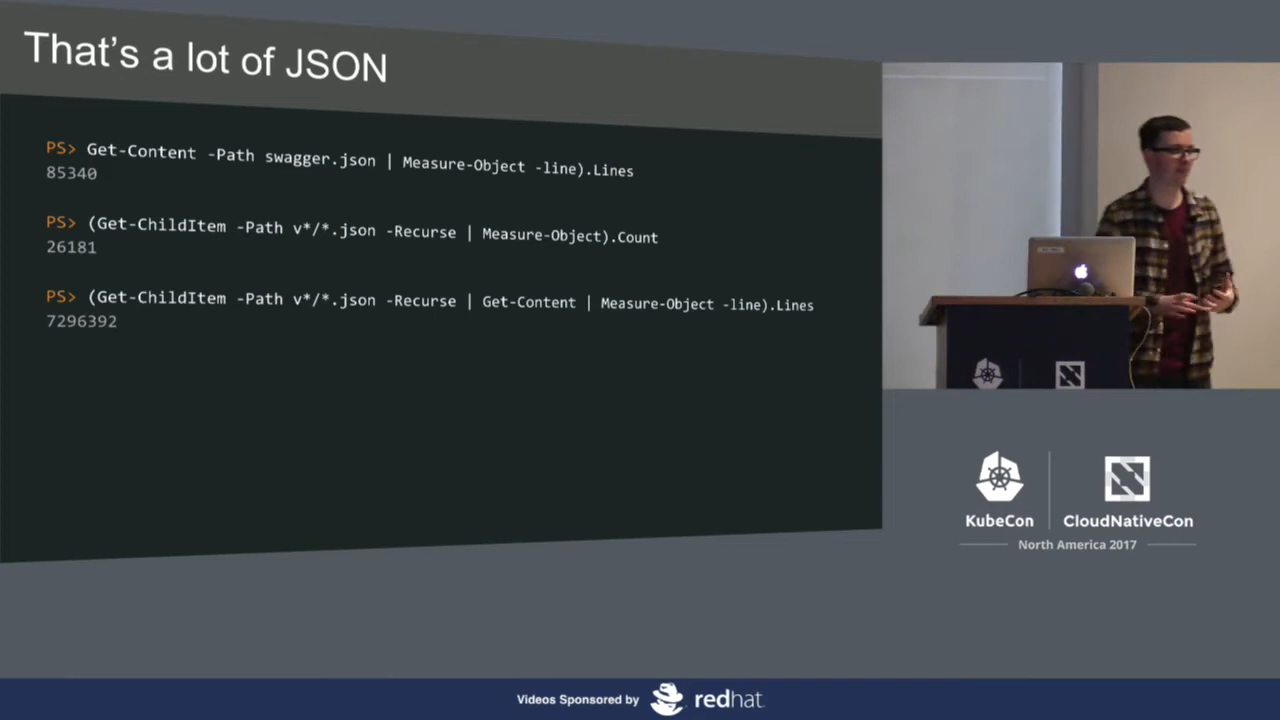 That's a lot of JSON
PS> Get-Content -Path swagger.json | Measure-Object -line).Lines
85340
PS> (Get-ChildItem -Path v*/*.json -Recurse | Measure-Object).Count
26181
PS> (Get-ChildItem -Path v*/*.json -Recurse | Get-Content | Measure-Object -line).Lines
7296392
KubeCon
CloudNativeCon
North America 2017
Videos Sponsored by redhat